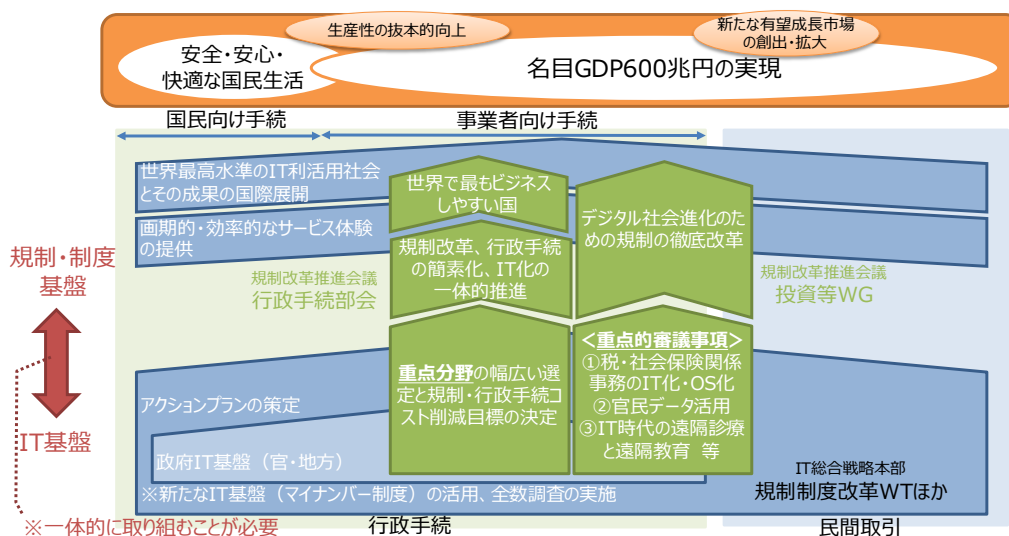 生産性の抜本的向上
新たな有望成長市場
の創出・拡大
安全・安心・
快適な国民生活
名目GDP600兆円の実現
国民向け手続
事業者向け手続
世界最高水準のIT利活用社会
とその成果の国際展開
世界で最もビジネス
しやすい国
デジタル社会進化のた
めの規制の徹底改革
画期的・効率的なサービス体験
の提供
規制改革、行政手続
の簡素化、IT化の
一体的推進
規制・制度
基盤
規制改革推進会議
行政手続部会
規制改革推進会議
投資等WG
重点分野の幅広い選
定と規制・行政手続コ
スト削減目標の決定
<重点的審議事項>
①税・社会保険関係
事務のIT化・OS化
②官民データ活用
③IT時代の遠隔診療
と遠隔教育 等
アクションプランの策定
IT基盤
政府IT基盤（官・地方）
※新たなIT基盤（マイナンバー制度）の活用、全数調査の実施
IT総合戦略本部
規制制度改革WTほか
※一体的に取り組むことが必要
行政手続
民間取引